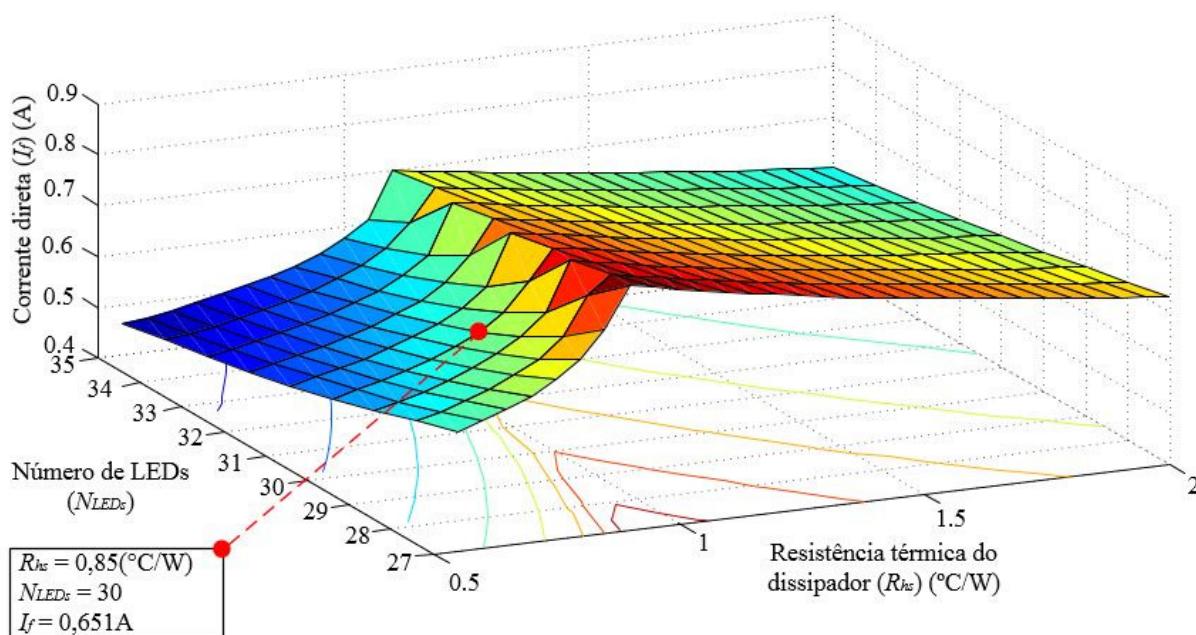 0.9
0.8
0.7
0.6
0.5
0.4
Corrente direta (If) (A)
35
34
33
32
31
30
29
28
27
Número de LEDs
(NLEDs)
0.5
1
1.5
2
Resistência térmica do
dissipador (Rhs) (ºC/W)
Rhs = 0,85(°C/W)
NLEDs = 30
If = 0,651A